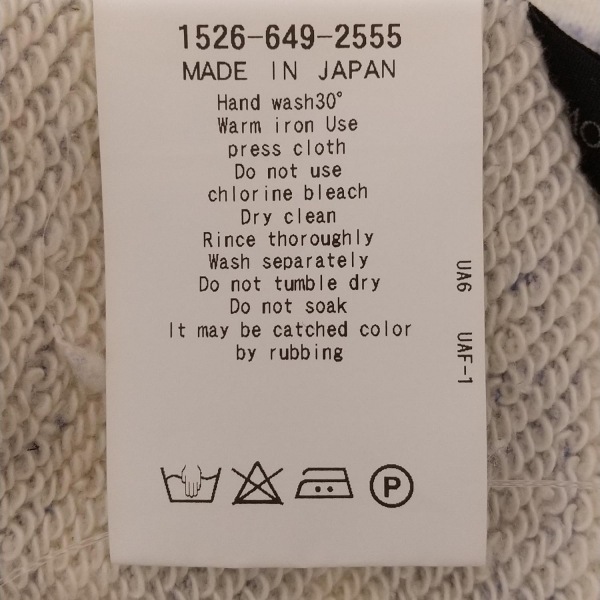 1526-649-2555
MADE IN JAPAN
Hand wash30°
Warm iron Use
press cloth
Do not use
chlorine bleach
Dry clean
Rince thoroughly
Wash separately
Do not tumble dry
Do not soak
It may be catched color
by rubbing
UA6 UAF-1
P